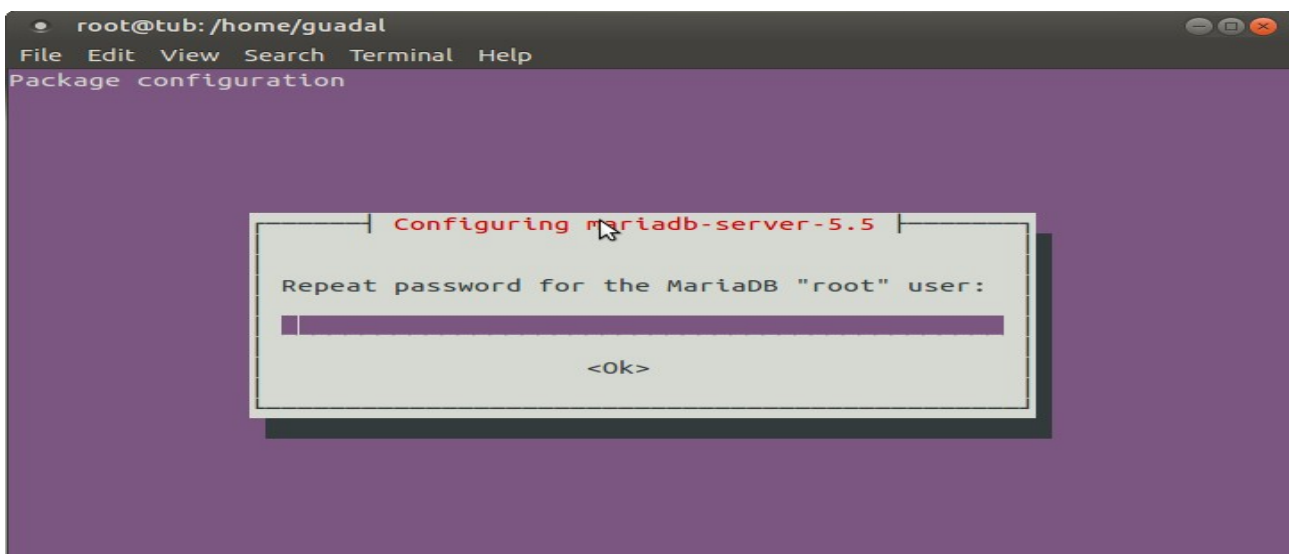 root@tub: /home/guadal
File Edit View Search Terminal Help
Package configuration
Configuring mariadb-server-5.5
Repeat password for the MariaDB "root" user:
<Ok>